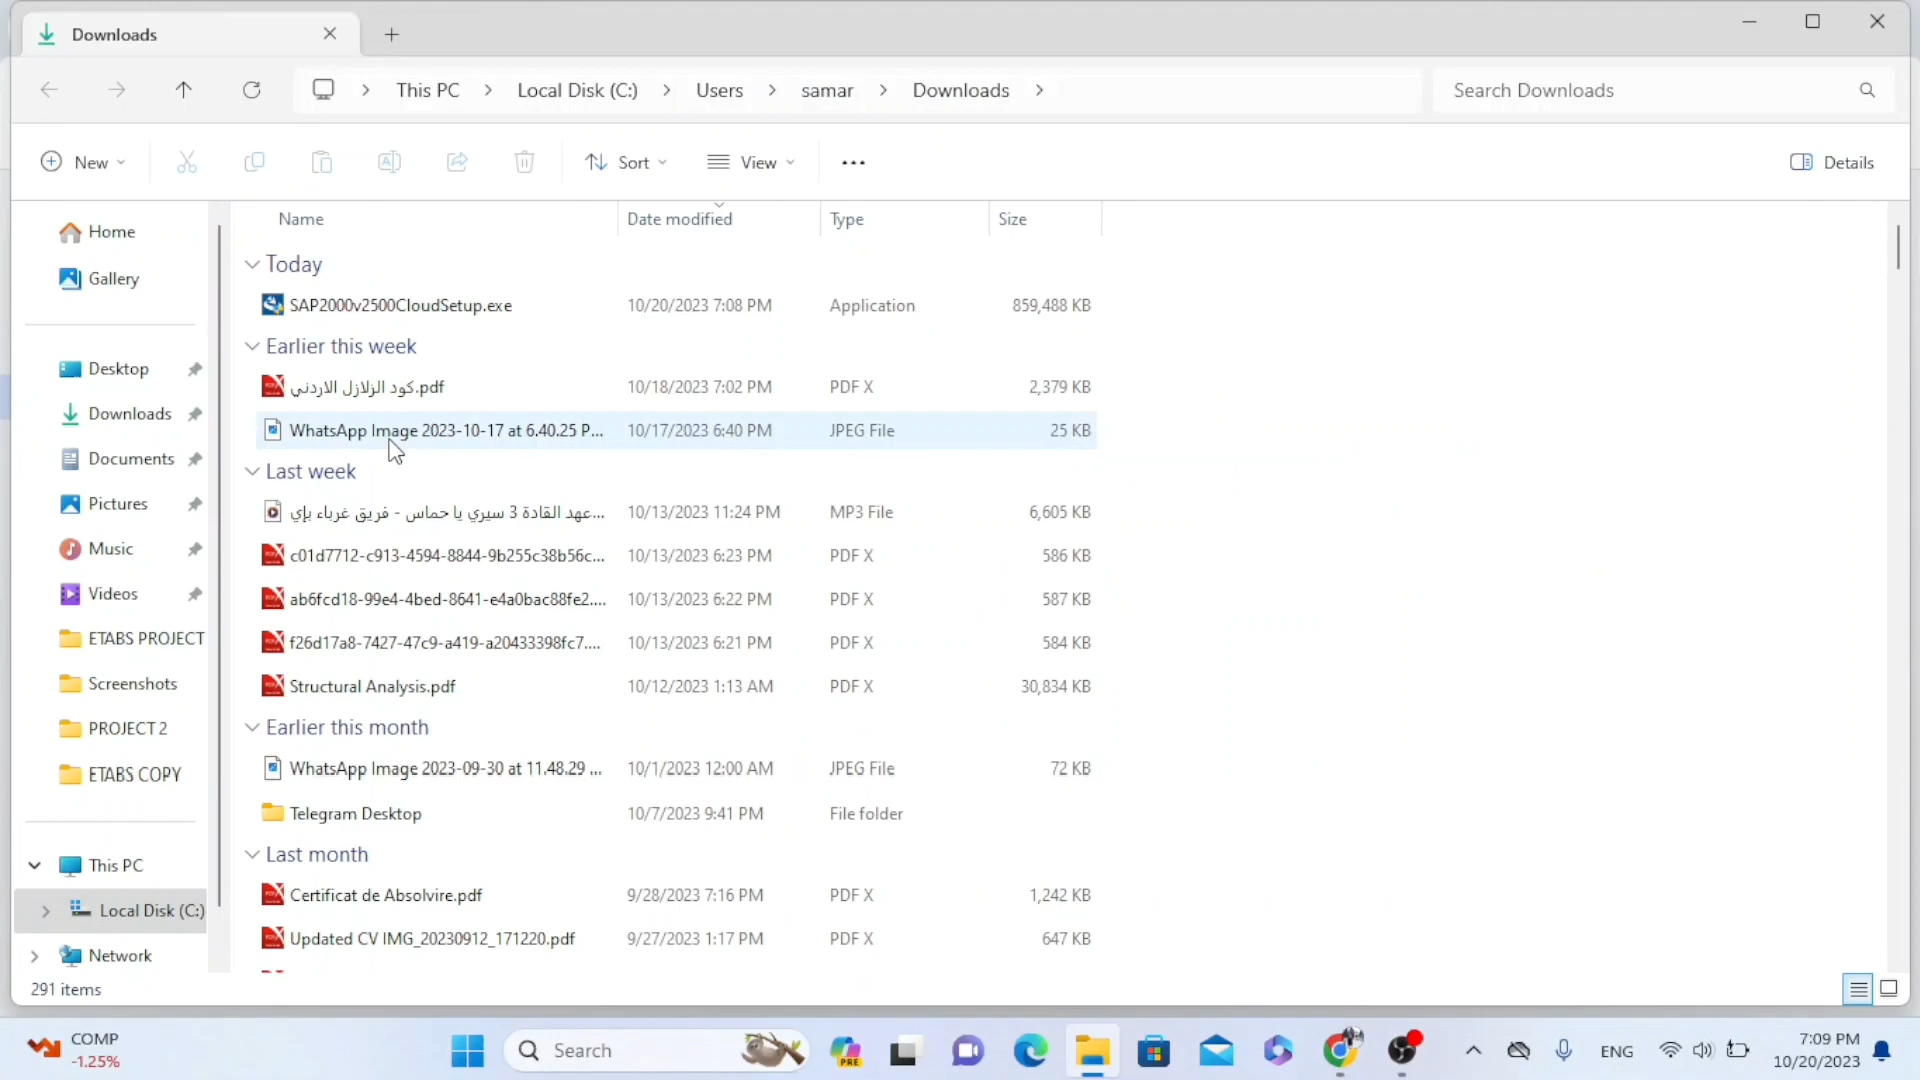 Downloads
This PC
Local Disk (C:)
Users
samar
Downloads
Search Downloads
New
Sort
View
Details
Home
Gallery
Desktop
Downloads
Documents
Pictures
Music
Videos
ETABS PROJECT
Screenshots
PROJECT 2
ETABS COPY
This PC
Local Disk (C:)
Network
Name Date modified Type Size
Today
SAP2000v2500CloudSetup.exe 10/20/2023 7:08 PM Application 859,488 KB
Earlier this week
كود الزلازل الاردني.pdf 10/18/2023 7:02 PM PDF X 2,379 KB
WhatsApp Image 2023-10-17 at 6.40.25 P... 10/17/2023 6:40 PM JPEG File 25 KB
Last week
عهد القادة 3 سيري يا حماس - فريق غرباء بإي... 10/13/2023 11:24 PM MP3 File 6,605 KB
c01d7712-c913-4594-8844-9b255c38b56c... 10/13/2023 6:23 PM PDF X 586 KB
ab6fcd18-99e4-4bed-8641-e4a0bac88fe2.... 10/13/2023 6:22 PM PDF X 587 KB
f26d17a8-7427-47c9-a419-a20433398fc7.... 10/13/2023 6:21 PM PDF X 584 KB
Structural Analysis.pdf 10/12/2023 1:13 AM PDF X 30,834 KB
Earlier this month
WhatsApp Image 2023-09-30 at 11.48.29 ... 10/1/2023 12:00 AM JPEG File 72 KB
Telegram Desktop 10/7/2023 9:41 PM File folder
Last month
Certificat de Absolvire.pdf 9/28/2023 7:16 PM PDF X 1,242 KB
Updated CV IMG_20230912_171220.pdf 9/27/2023 1:17 PM PDF X 647 KB
291 items
COMP
-1.25%
Search
PRE
ENG
7:09 PM
10/20/2023